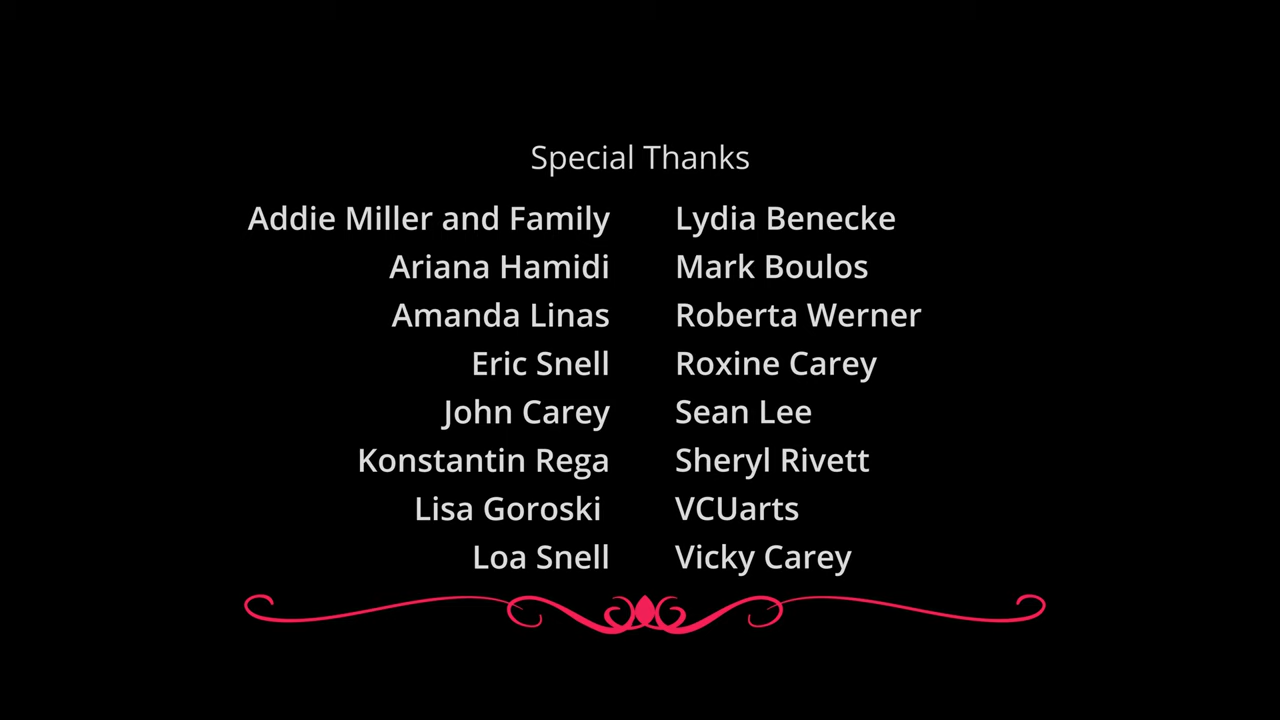 Special Thanks
Addie Miller and Family
Ariana Hamidi
Amanda Linas
Eric Snell
John Carey
Konstantin Rega
Lisa Goroski
Loa Snell
Lydia Benecke
Mark Boulos
Roberta Werner
Roxine Carey
Sean Lee
Sheryl Rivett
VCUarts
Vicky Carey